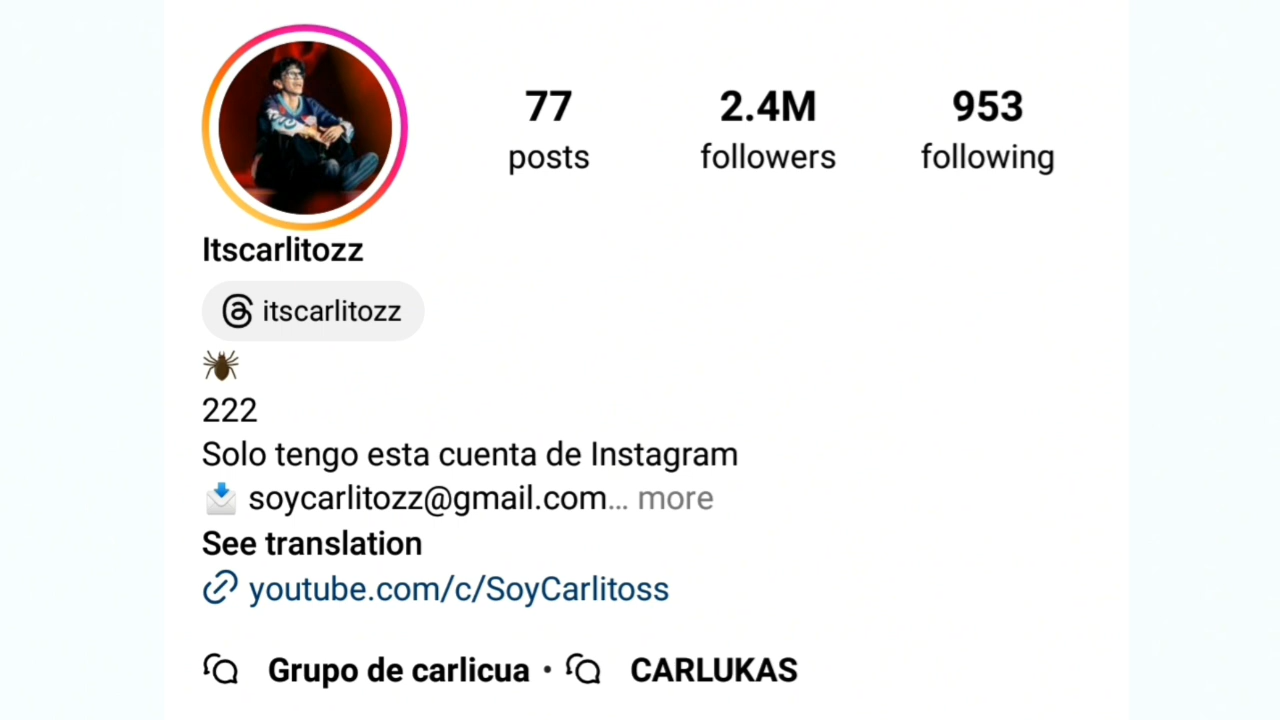 77 2.4M 953
posts followers following
Itscarlitozz
itscarlitozz
222
Solo tengo esta cuenta de Instagram
soycarlitozz@gmail.com... more
See translation
youtube.com/c/SoyCarlitoss
Grupo de carlicua • CARLUKAS